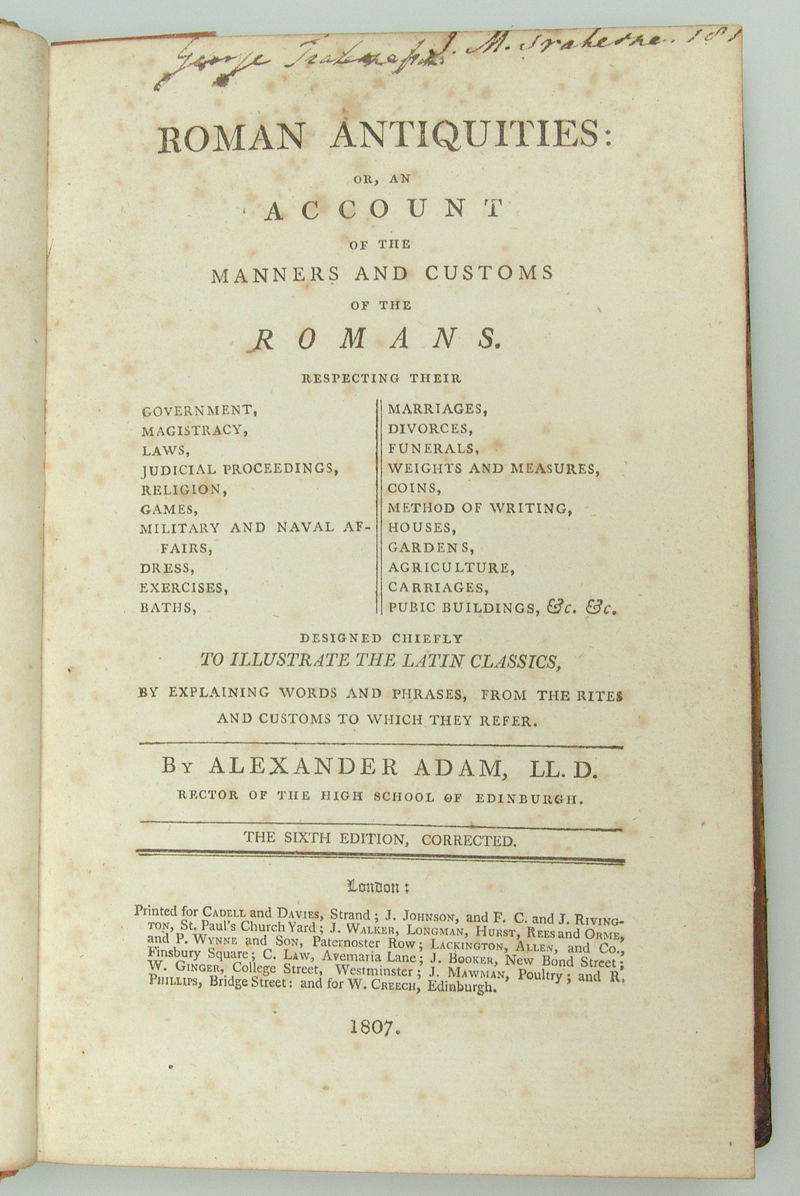 George
ROMAN ANTIQUITIES:
OR, AN
ACCOUNT
OF THE
MANNERS AND CUSTOMS
OF THE
ROMANS.
RESPECTING THEIR
GOVERNMENT,
MAGISTRACY,
LAWS,
JUDICIAL PROCEEDINGS,
RELIGION,
GAMES,
MILITARY AND NAVAL AF-
FAIRS,
DRESS,
EXERCISES,
BATHS,
MARRIAGES,
DIVORCES,
FUNERALS,
WEIGHTS AND MEASURES,
COINS,
METHOD OF WRITING,
HOUSES,
GARDENS,
AGRICULTURE,
CARRIAGES,
PUBIC BUILDINGS, &c. &c.
DESIGNED CHIEFLY
TO ILLUSTRATE THE LATIN CLASSICS,
BY EXPLAINING WORDS AND PHRASES, FROM THE RITES
AND CUSTOMS TO WHICH THEY REFER.
BY ALEXANDER ADAM, LL. D.
RECTOR OF THE HIGH SCHOOL OF EDINBURGH.
THE SIXTH EDITION, CORRECTED.
London:
Printed for CADELL and DAVIES, Strand; J. JOHNSON, and F. C. and J. RIVING-
TON, St. Paul's Church Yard; J. WALKER, LONGMAN, HURST, REES and ORME,
and P. WYNNE and SON, Paternoster Row; LACKINGTON, ALLEN, and Co.,
Finsbury Square; C. LAW, Avemaria Lane; J. BOOKER, New Bond Street;
W. GINGER, College Street, Westminster; J. MAWMAN, Poultry; and R.
PHILLIPS, Bridge Street: and for W. CREECH, Edinburgh.
1807.